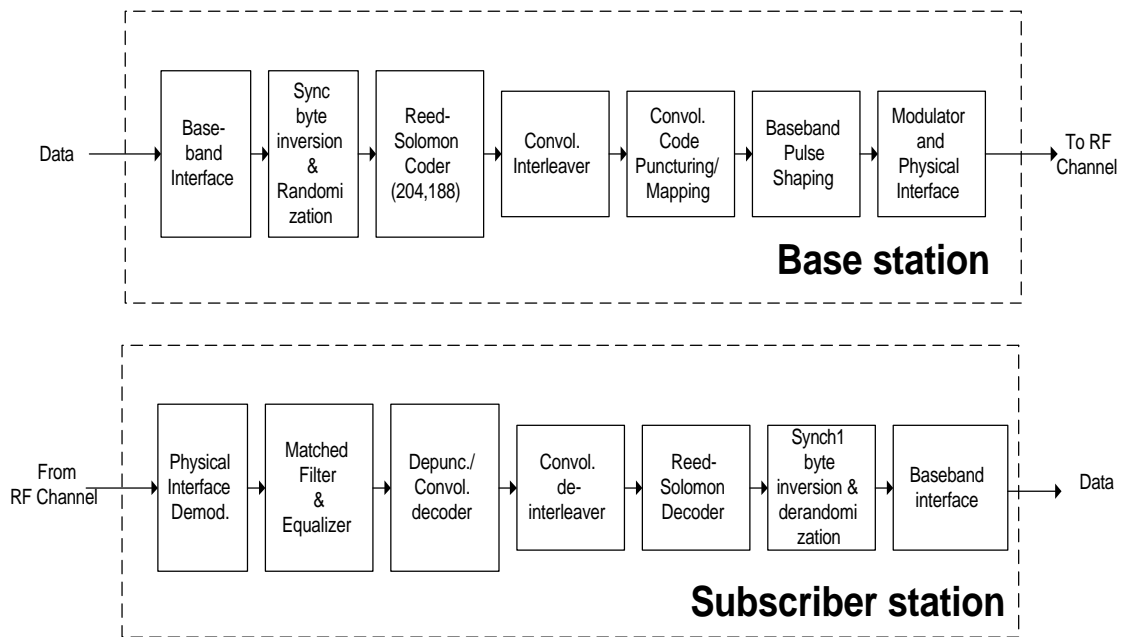 Data
Base-
band
Interface
Sync
byte
inversion
&
Randomi
zation
Reed-
Solomon
Coder
(204,188)
Convol.
Interleaver
Convol.
Code
Puncturing/
Mapping
Baseband
Pulse
Shaping
Modulator
and
Physical
Interface
To RF
Channel
Base station
From
RF Channel
Physical
Interface
Demod.
Matched
Filter
&
Equalizer
Depunc./
Convol.
decoder
Convol.
de-
interleaver
Reed-
Solomon
Decoder
Synch1
byte
inversion &
derandomi
zation
Baseband
interface
Data
Subscriber station